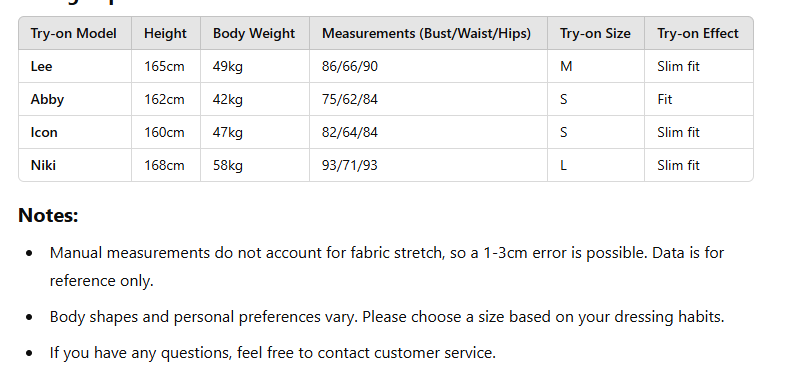 Try-on Model Height Body Weight Measurements (Bust/Waist/Hips) Try-on Size Try-on Effect
Lee 165cm 49kg 86/66/90 M Slim fit
Abby 162cm 42kg 75/62/84 S Fit
Icon 160cm 47kg 82/64/84 S Slim fit
Niki 168cm 58kg 93/71/93 L Slim fit
Notes:
• Manual measurements do not account for fabric stretch, so a 1-3cm error is possible. Data is for
reference only.
• Body shapes and personal preferences vary. Please choose a size based on your dressing habits.
• If you have any questions, feel free to contact customer service.